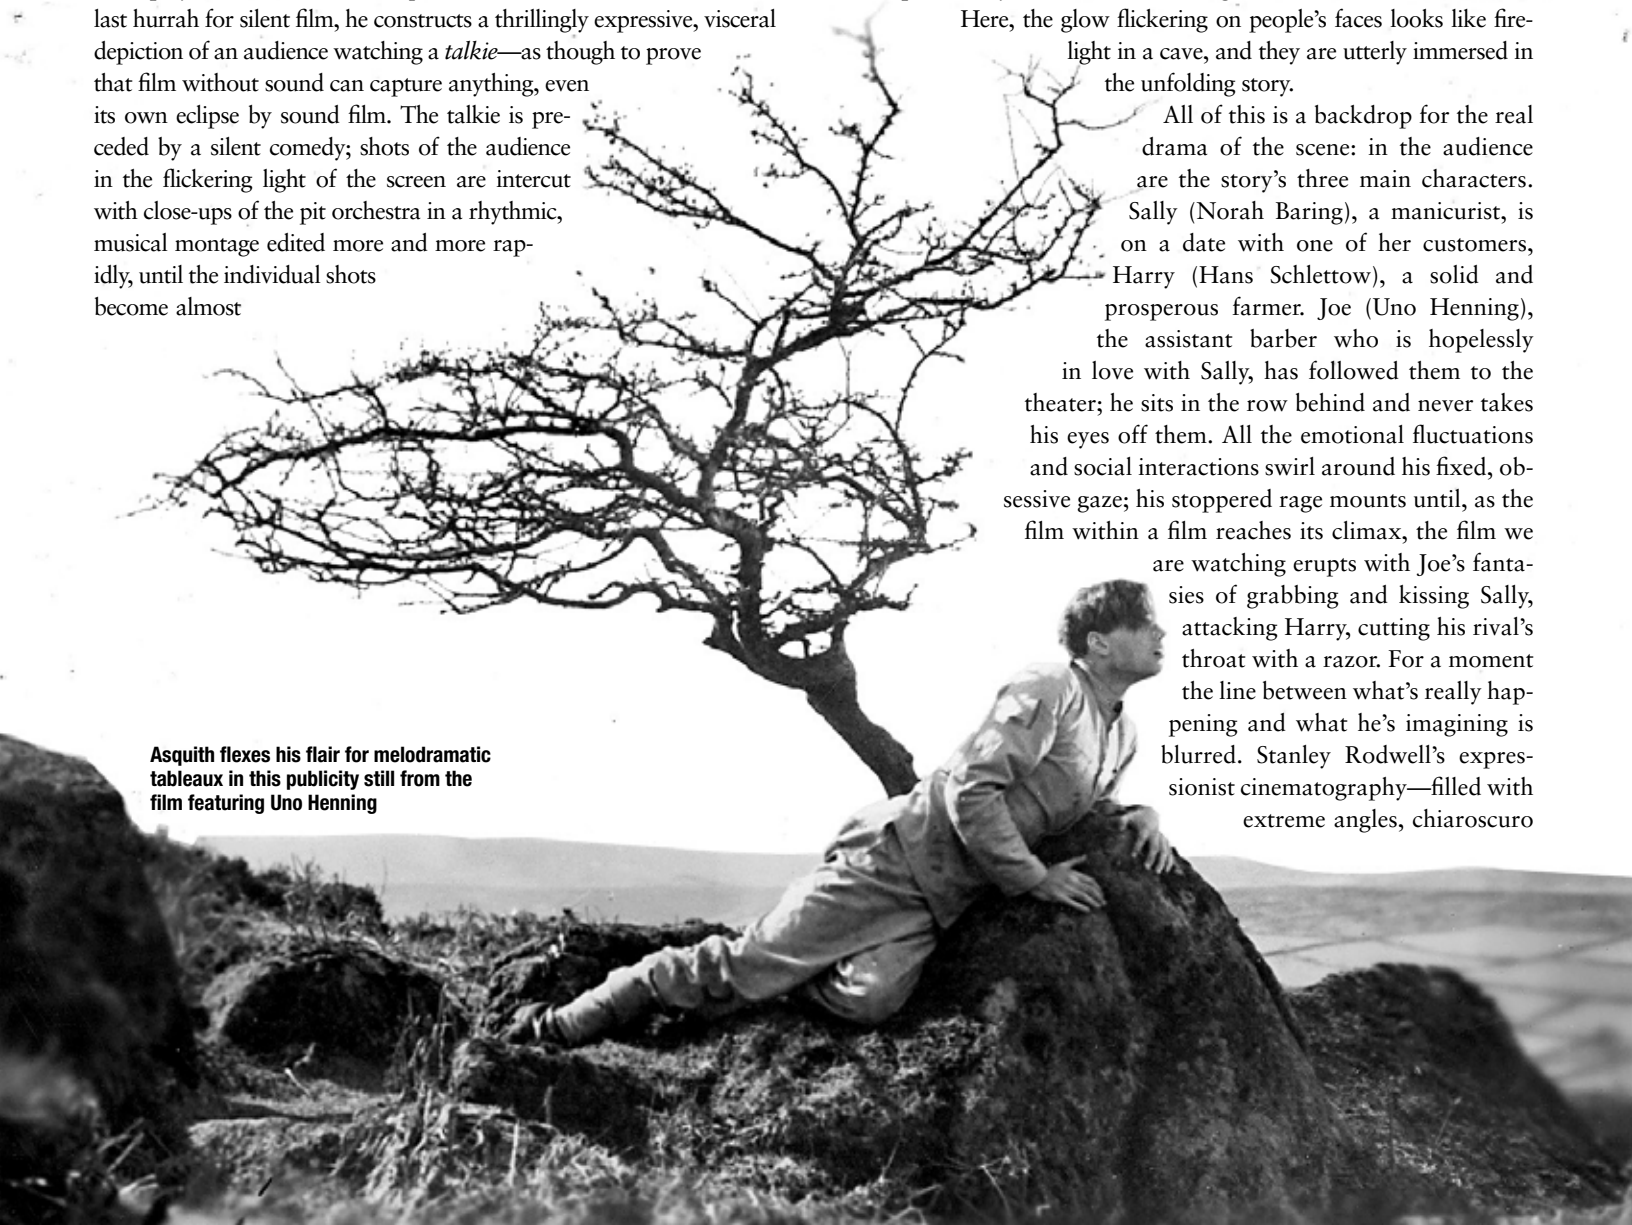 last hurrah for silent film, he constructs a thrillingly expressive, visceral
depiction of an audience watching a talkie—as though to prove
that film without sound can capture anything, even
its own eclipse by sound film. The talkie is pre-
ceded by a silent comedy; shots of the audience
in the flickering light of the screen are intercut
with close-ups of the pit orchestra in a rhythmic,
musical montage edited more and more rap-
idly, until the individual shots
become almost
Here, the glow flickering on people’s faces looks like fire-
light in a cave, and they are utterly immersed in
the unfolding story.
All of this is a backdrop for the real
drama of the scene: in the audience
are the story’s three main characters.
Sally (Norah Baring), a manicurist, is
on a date with one of her customers,
Harry (Hans Schlettow), a solid and
prosperous farmer. Joe (Uno Henning),
the assistant barber who is hopelessly
in love with Sally, has followed them to the
theater; he sits in the row behind and never takes
his eyes off them. All the emotional fluctuations
and social interactions swirl around his fixed, ob-
sessive gaze; his stoppered rage mounts until, as the
film within a film reaches its climax, the film we
are watching erupts with Joe’s fanta-
sies of grabbing and kissing Sally,
attacking Harry, cutting his rival’s
throat with a razor. For a moment
the line between what’s really hap-
pening and what he’s imagining is
blurred. Stanley Rodwell’s expres-
sionist cinematography—filled with
extreme angles, chiaroscuro
Asquith flexes his flair for melodramatic
tableaux in this publicity still from the
film featuring Uno Henning